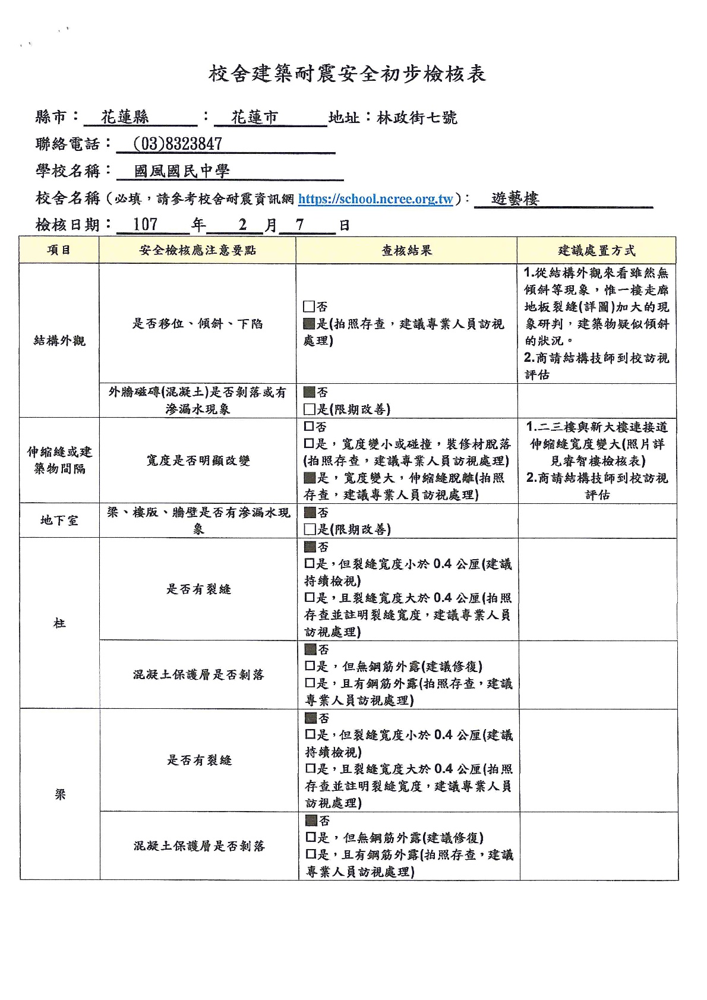 校舍建築耐震安全初步檢核表
縣市： 花蓮縣 ： 花蓮市 地址：林政街七號
聯絡電話： (03)8323847
學校名稱： 國風國民中學
校舍名稱（必填，請參考校舍耐震資訊網 https://school.ncree.org.tw）： 遊藝樓
檢核日期： 107 年 2 月 7 日
項目 安全檢核應注意要點 查核結果 建議處置方式
結構外觀
是否移位、傾斜、下陷
□否
■是(拍照存查，建議專業人員訪視
處理)
1.從結構外觀來看雖然無
傾斜等現象，惟一樓走廊
地板裂縫(詳圖)加大的現
象研判，建築物疑似傾斜
的狀況。
2.商請結構技師到校訪視
評估
外牆磁磚(混凝土)是否剝落或有
滲漏水現象
■否
□是(限期改善)
伸縮縫或建
築物間隔
寬度是否明顯改變
□否
□是，寬度變小或碰撞，裝修材脫落
(拍照存查，建議專業人員訪視處理)
■是，寬度變大，伸縮縫脫離(拍照
存查，建議專業人員訪視處理)
1.二三樓與新大樓連接道
伸縮縫寬度變大(照片詳
見睿智樓檢核表)
2.商請結構技師到校訪視
評估
地下室
梁、樓版、牆壁是否有滲漏水現
象
■否
□是(限期改善)
柱
是否有裂縫
■否
□是，但裂縫寬度小於 0.4 公厘(建議
持續檢視)
□是，且裂縫寬度大於 0.4 公厘(拍照
存查並註明裂縫寬度，建議專業人員
訪視處理)
混凝土保護層是否剝落
■否
□是，但無鋼筋外露(建議修復)
□是，且有鋼筋外露(拍照存查，建議
專業人員訪視處理)
梁
是否有裂縫
■否
□是，但裂縫寬度小於 0.4 公厘(建議
持續檢視)
□是，且裂縫寬度大於 0.4 公厘(拍照
存查並註明裂縫寬度，建議專業人員
訪視處理)
混凝土保護層是否剝落
■否
□是，但無鋼筋外露(建議修復)
□是，且有鋼筋外露(拍照存查，建議
專業人員訪視處理)